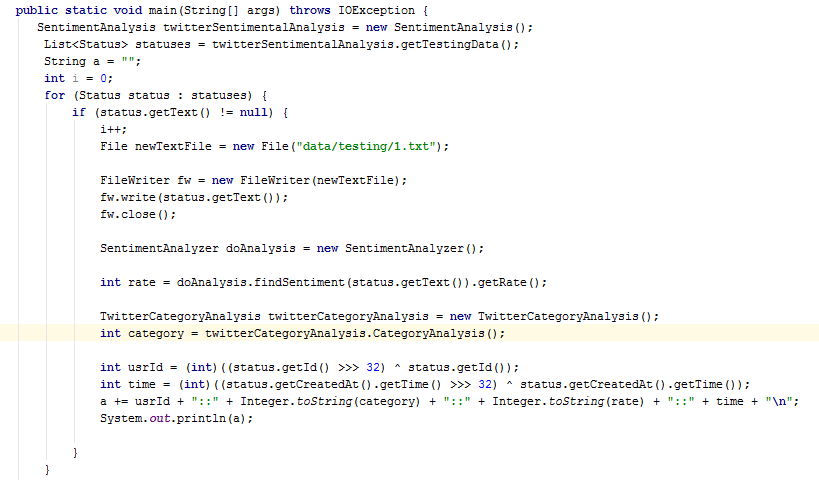 public static void main(String[] args) throws IOException {
SentimentAnalysis twitterSentimentalAnalysis = new SentimentAnalysis();
List<Status> statuses = twitterSentimentalAnalysis.getTestingData();
String a = "";
int i = 0;
for (Status status : statuses) {
if (status.getText() != null) {
i++;
File newTextFile = new File("data/testing/1.txt");
FileWriter fw = new FileWriter(newTextFile);
fw.write(status.getText());
fw.close();
SentimentAnalyzer doAnalysis = new SentimentAnalyzer();
int rate = doAnalysis.findSentiment(status.getText()).getRate();
TwitterCategoryAnalysis twitterCategoryAnalysis = new TwitterCategoryAnalysis();
int category = twitterCategoryAnalysis.CategoryAnalysis();
int usrId = (int)((status.getId() >>> 32) ^ status.getId());
int time = (int)((status.getCreatedAt().getTime() >>> 32) ^ status.getCreatedAt().getTime());
a += usrId + "::" + Integer.toString(category) + "::" + Integer.toString(rate) + "::" + time + "\n";
System.out.println(a);
}
}